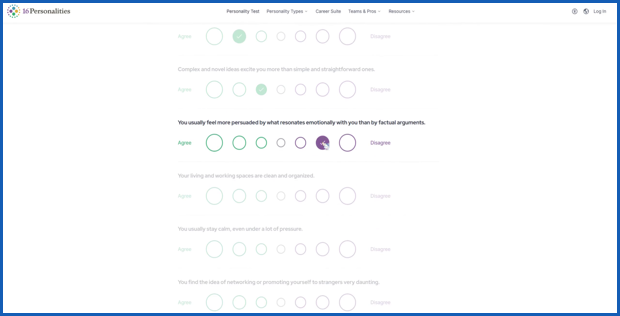 16Personalities Personality Test Personality Types Career Suite Teams & Pros Resources Log In
Agree Disagree
Complex and novel ideas excite you more than simple and straightforward ones.
Agree Disagree
You usually feel more persuaded by what resonates emotionally with you than by factual arguments.
Agree Disagree
Your living and working spaces are clean and organized.
Agree Disagree
You usually stay calm, even under a lot of pressure.
Agree Disagree
You find the idea of networking or promoting yourself to strangers very daunting.
Agree Disagree